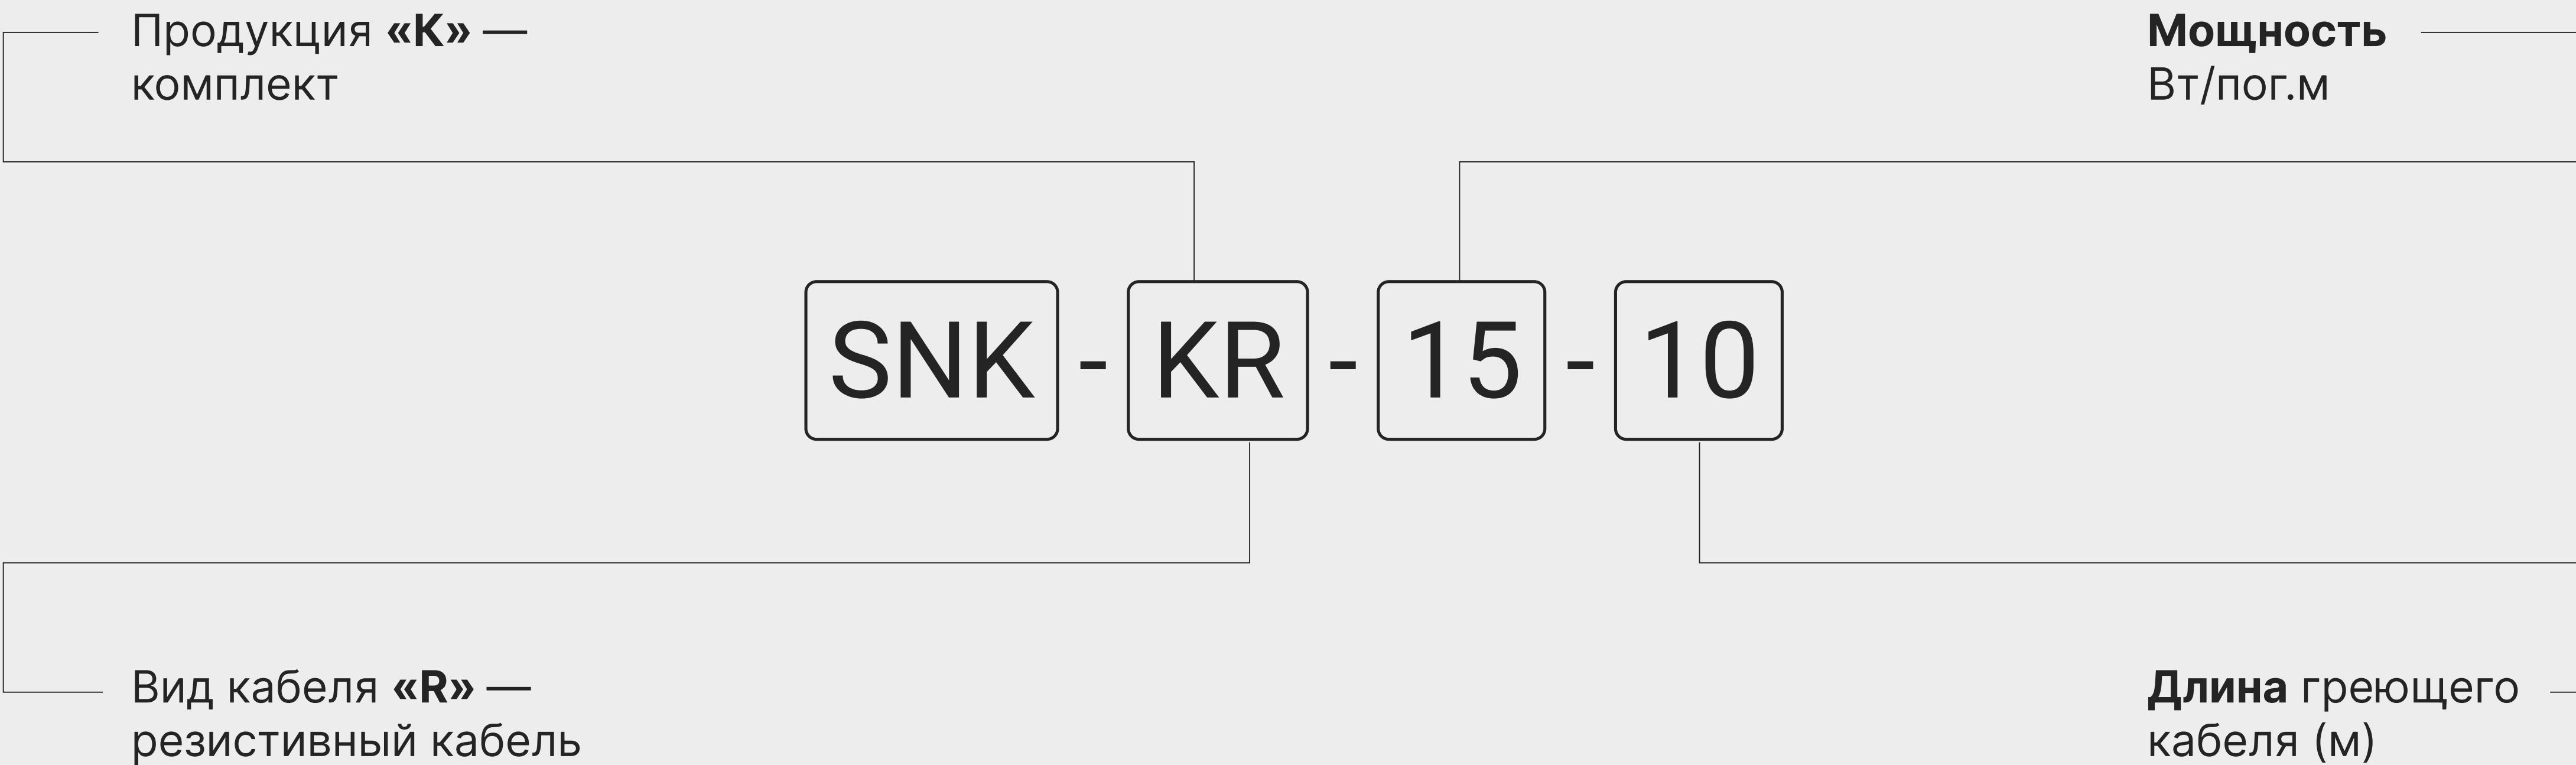 Продукция «К» —
комплект
Мощность
Вт/пог.м
SNK - KR - 15 - 10
Вид кабеля «R» —
резистивный кабель
Длина греющего
кабеля (м)